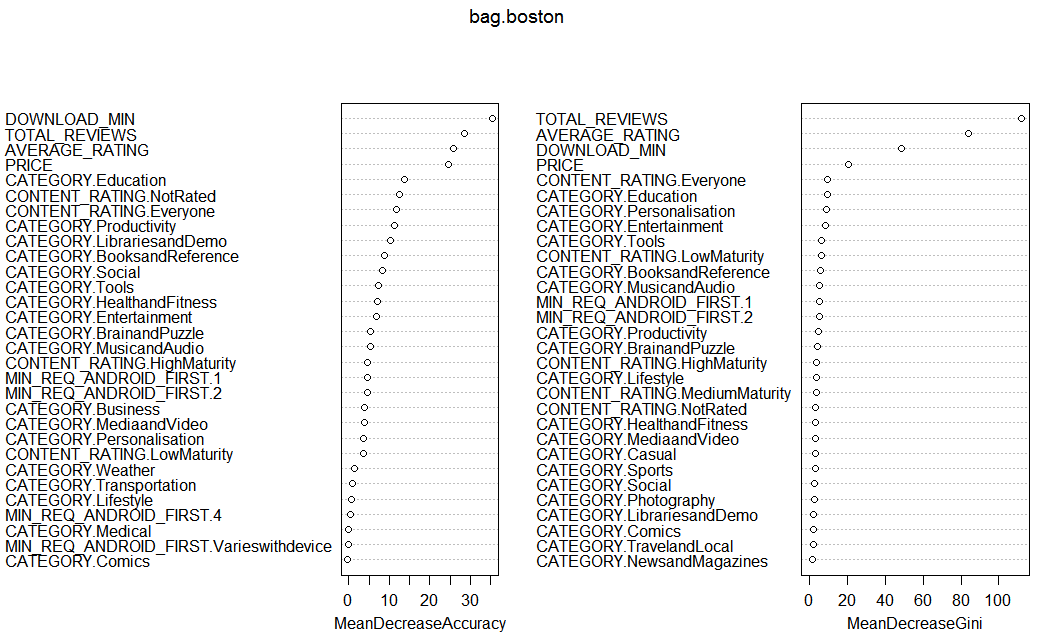 bag.boston
DOWNLOAD_MIN
TOTAL_REVIEWS
AVERAGE_RATING
PRICE
CATEGORY.Education
CONTENT_RATING.NotRated
CONTENT_RATING.Everyone
CATEGORY.Productivity
CATEGORY.LibrariesandDemo
CATEGORY.BooksandReference
CATEGORY.Social
CATEGORY.Tools
CATEGORY.HealthandFitness
CATEGORY.Entertainment
CATEGORY.BrainandPuzzle
CATEGORY.MusicandAudio
CONTENT_RATING.HighMaturity
MIN_REQ_ANDROID_FIRST.1
MIN_REQ_ANDROID_FIRST.2
CATEGORY.Business
CATEGORY.MediaandVideo
CATEGORY.Personalisation
CONTENT_RATING.LowMaturity
CATEGORY.Weather
CATEGORY.Transportation
CATEGORY.Lifestyle
MIN_REQ_ANDROID_FIRST.4
CATEGORY.Medical
MIN_REQ_ANDROID_FIRST.Varieswithdevice
CATEGORY.Comics
0 10 20 30
MeanDecreaseAccuracy
TOTAL_REVIEWS
AVERAGE_RATING
DOWNLOAD_MIN
PRICE
CONTENT_RATING.Everyone
CATEGORY.Education
CATEGORY.Personalisation
CATEGORY.Entertainment
CATEGORY.Tools
CONTENT_RATING.LowMaturity
CATEGORY.BooksandReference
CATEGORY.MusicandAudio
MIN_REQ_ANDROID_FIRST.1
MIN_REQ_ANDROID_FIRST.2
CATEGORY.Productivity
CATEGORY.BrainandPuzzle
CONTENT_RATING.HighMaturity
CATEGORY.Lifestyle
CONTENT_RATING.MediumMaturity
CONTENT_RATING.NotRated
CATEGORY.HealthandFitness
CATEGORY.MediaandVideo
CATEGORY.Casual
CATEGORY.Sports
CATEGORY.Social
CATEGORY.Photography
CATEGORY.LibrariesandDemo
CATEGORY.Comics
CATEGORY.TravelandLocal
CATEGORY.NewsandMagazines
0 20 40 60 80 100
MeanDecreaseGini